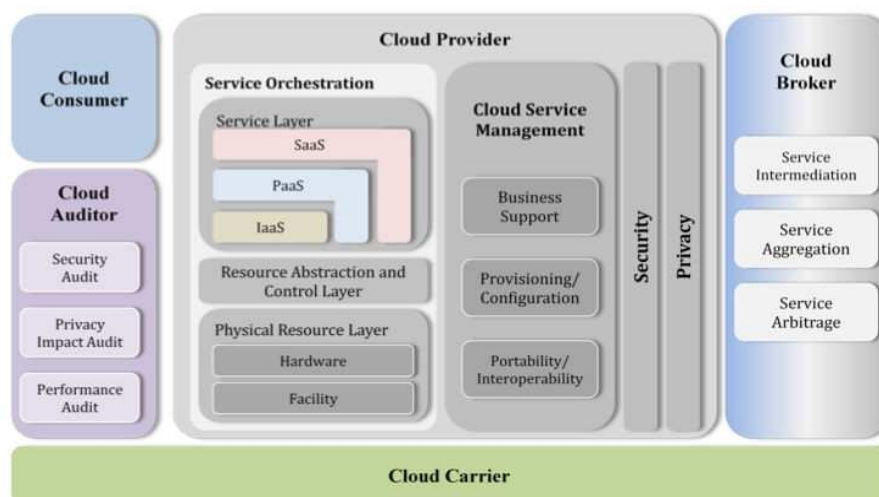 Cloud
Consumer
Cloud
Auditor
Security
Audit
Privacy
Impact Audit
Performance
Audit
Cloud Provider
Service Orchestration
Service Layer
SaaS
PaaS
IaaS
Resource Abstraction and
Control Layer
Physical Resource Layer
Hardware
Facility
Cloud Service
Management
Business
Support
Provisioning/
Configuration
Portability/
Interoperability
Security
Privacy
Cloud
Broker
Service
Intermediation
Service
Aggregation
Service
Arbitrage
Cloud Carrier